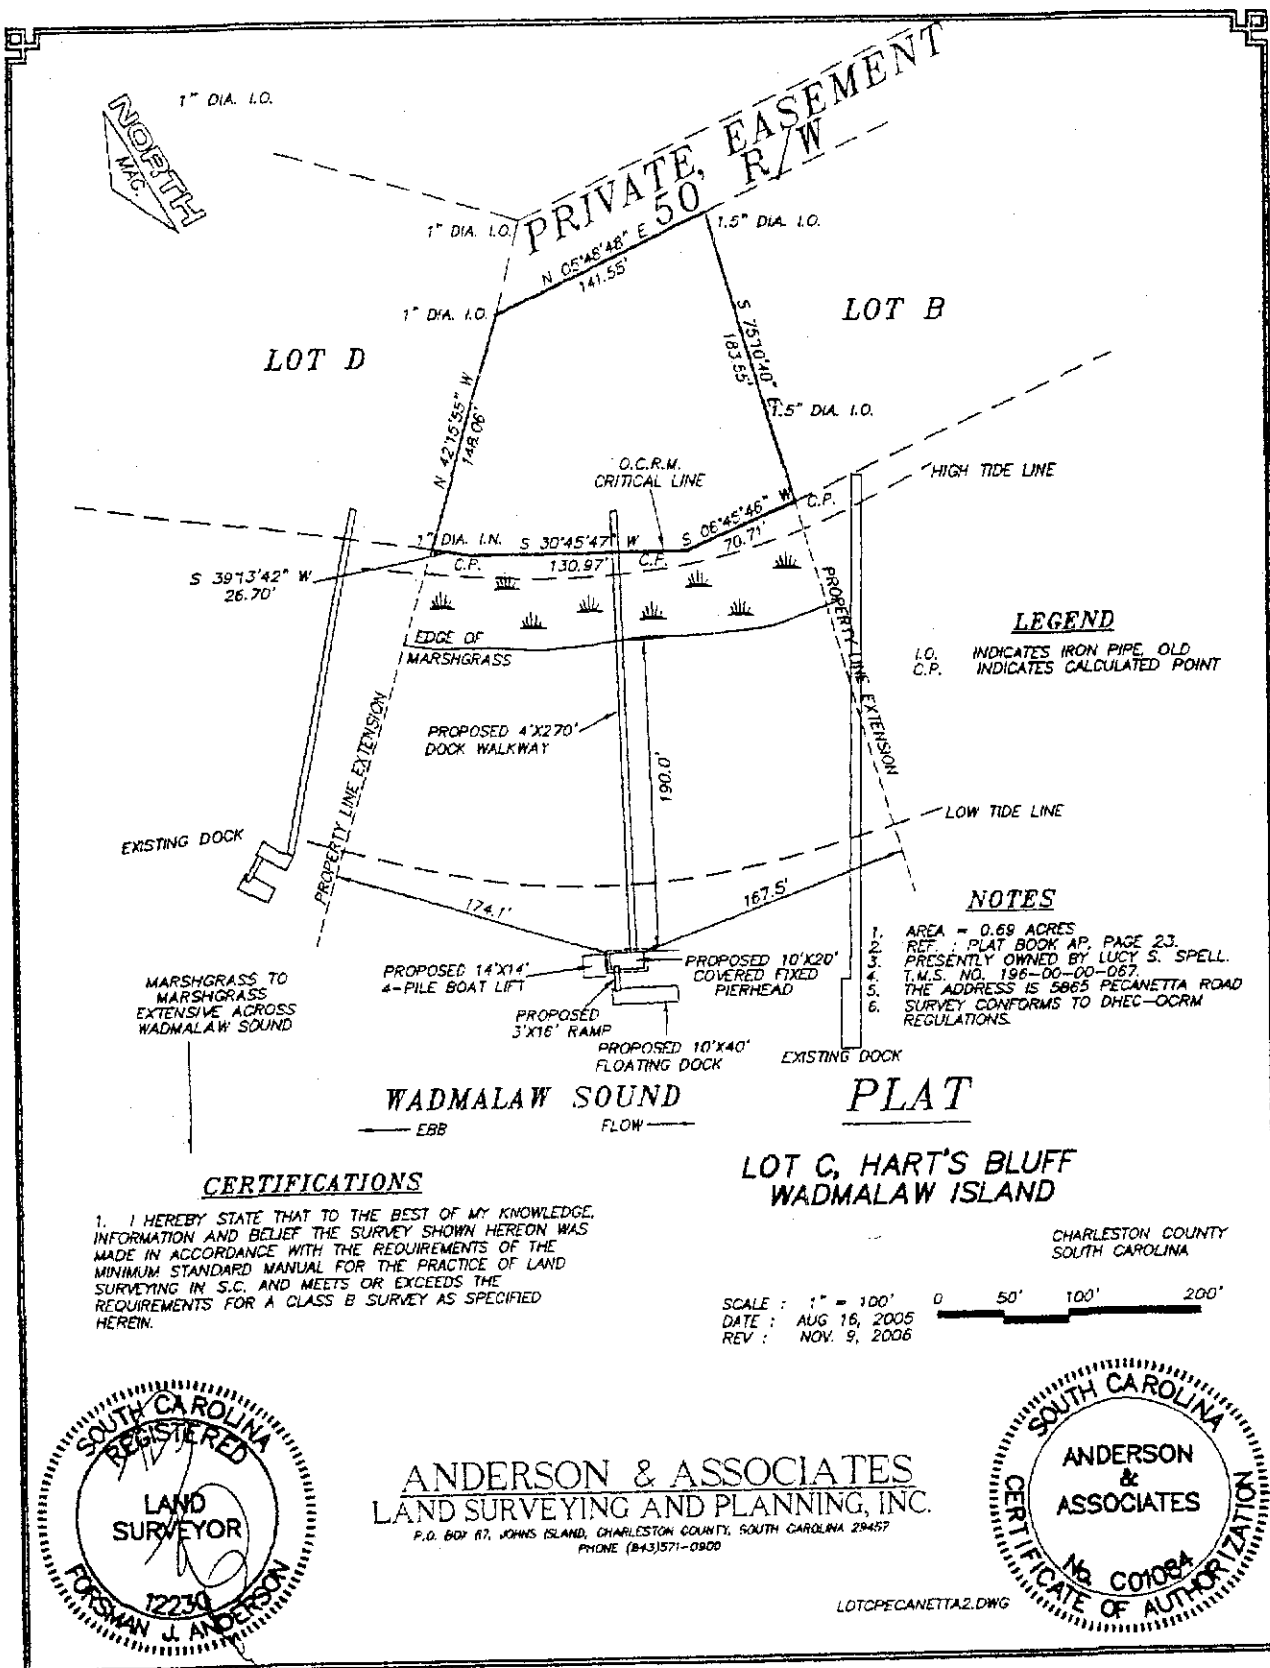 1" DIA. I.O.
NORTH
MAG.
PRIVATE, EASEMENT
50 R/W
1" DIA. I.O.
1.5" DIA. I.O.
N 05°48'48" E
141.55'
1" DIA. I.O.
LOT B
LOT D
S 75°10'40" E
183.55'
1.5" DIA. I.O.
N 42°15'55" W
148.06'
O.C.R.M.
CRITICAL LINE
HIGH TIDE LINE
S 06°45'46" W
70.71'
C.P.
1" DIA. I.N.
S 30°45'47" W
C.P.
130.97'
C.P.
S 39°13'42" W
26.70'
EDGE OF
MARSHGRASS
PROPERTY LINE EXTENSION
LEGEND
I.O. INDICATES IRON PIPE, OLD
C.P. INDICATES CALCULATED POINT
PROPOSED 4'X270'
DOCK WALKWAY
PROPERTY LINE EXTENSION
190.0'
LOW TIDE LINE
EXISTING DOCK
174.1'
167.5'
NOTES
1. AREA = 0.69 ACRES
2. REF. : PLAT BOOK AP, PAGE 23.
3. PRESENTLY OWNED BY LUCY S. SPELL.
4. T.M.S. NO. 196-00-00-067.
5. THE ADDRESS IS 5865 PECANETTA ROAD
6. SURVEY CONFORMS TO DHEC-OCRM
REGULATIONS.
MARSHGRASS TO
MARSHGRASS
EXTENSIVE ACROSS
WADMALAW SOUND
PROPOSED 14'X14'
4-PILE BOAT LIFT
PROPOSED 10'X20'
COVERED FIXED
PIERHEAD
PROPOSED
3'X16' RAMP
PROPOSED 10'X40'
FLOATING DOCK
EXISTING DOCK
WADMALAW SOUND
EBB
FLOW
PLAT
LOT C, HART'S BLUFF
WADMALAW ISLAND
CERTIFICATIONS
1. I HEREBY STATE THAT TO THE BEST OF MY KNOWLEDGE,
INFORMATION AND BELIEF THE SURVEY SHOWN HEREON WAS
MADE IN ACCORDANCE WITH THE REQUIREMENTS OF THE
MINIMUM STANDARD MANUAL FOR THE PRACTICE OF LAND
SURVEYING IN S.C. AND MEETS OR EXCEEDS THE
REQUIREMENTS FOR A CLASS B SURVEY AS SPECIFIED
HEREIN.
CHARLESTON COUNTY
SOUTH CAROLINA
SCALE : 1" = 100'
DATE : AUG 16, 2005
REV : NOV. 9, 2006
0 50' 100' 200'
SOUTH CAROLINA
REGISTERED
LAND
SURVEYOR
12230
FORSMAN J. ANDERSON
ANDERSON & ASSOCIATES
LAND SURVEYING AND PLANNING, INC.
P.O. BOX 67, JOHNS ISLAND, CHARLESTON COUNTY, SOUTH CAROLINA 29457
PHONE (843)571-0900
SOUTH CAROLINA
ANDERSON
&
ASSOCIATES
No. C01084
CERTIFICATE OF AUTHORIZATION
LOTCPECANETTA2.DWG